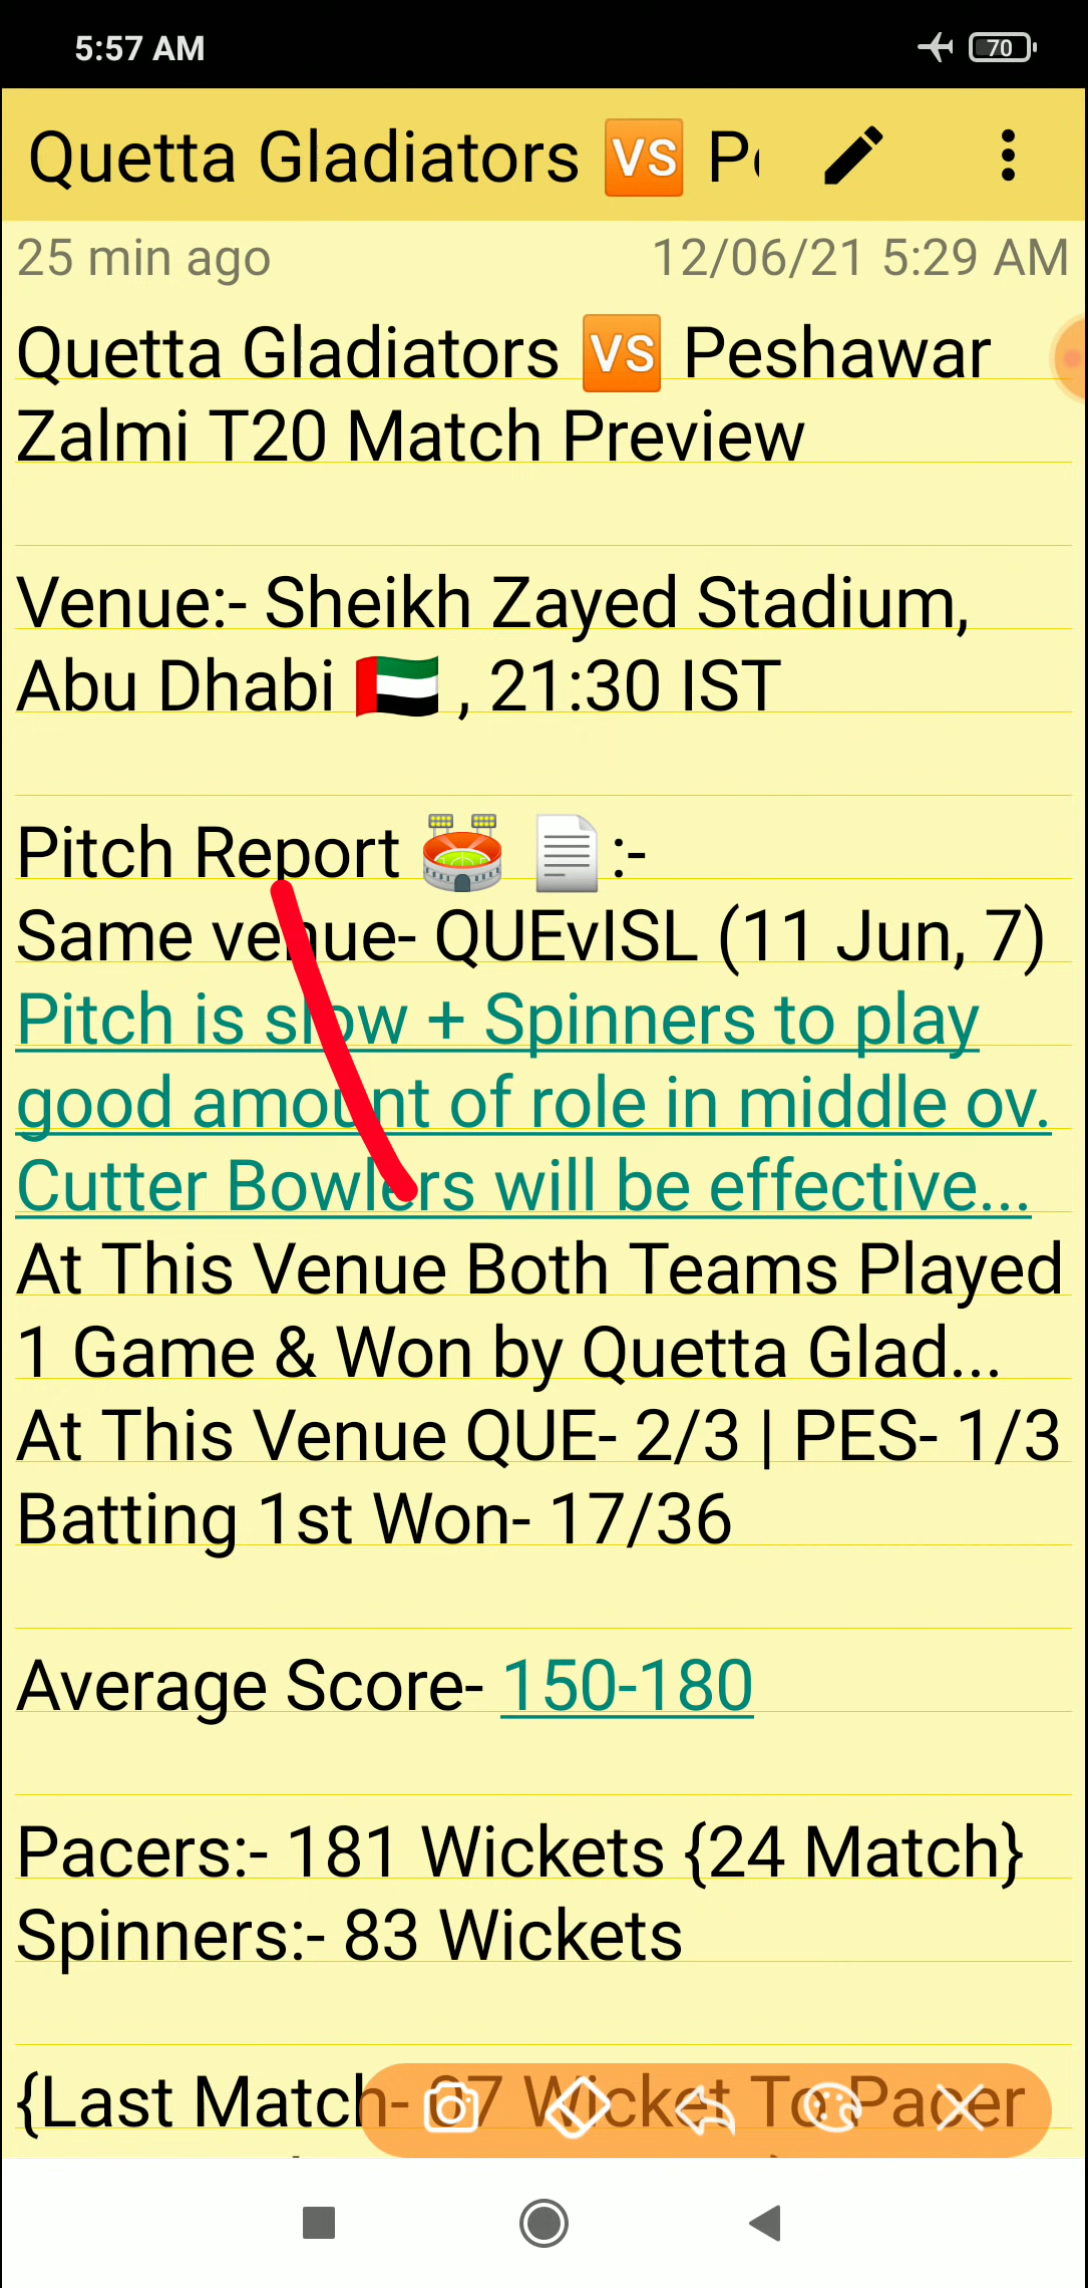 5:57 AM
70
Quetta Gladiators VS P
25 min ago 12/06/21 5:29 AM
Quetta Gladiators VS Peshawar
Zalmi T20 Match Preview
Venue:- Sheikh Zayed Stadium,
Abu Dhabi 🇦🇪 , 21:30 IST
Pitch Report 🏟 📄 :-
Same venue- QUEvISL (11 Jun, 7)
Pitch is slow + Spinners to play
good amount of role in middle ov.
Cutter Bowlers will be effective...
At This Venue Both Teams Played
1 Game & Won by Quetta Glad...
At This Venue QUE- 2/3 | PES- 1/3
Batting 1st Won- 17/36
Average Score- 150-180
Pacers:- 181 Wickets {24 Match}
Spinners:- 83 Wickets
{Last Match- 07 Wicket To Pacer